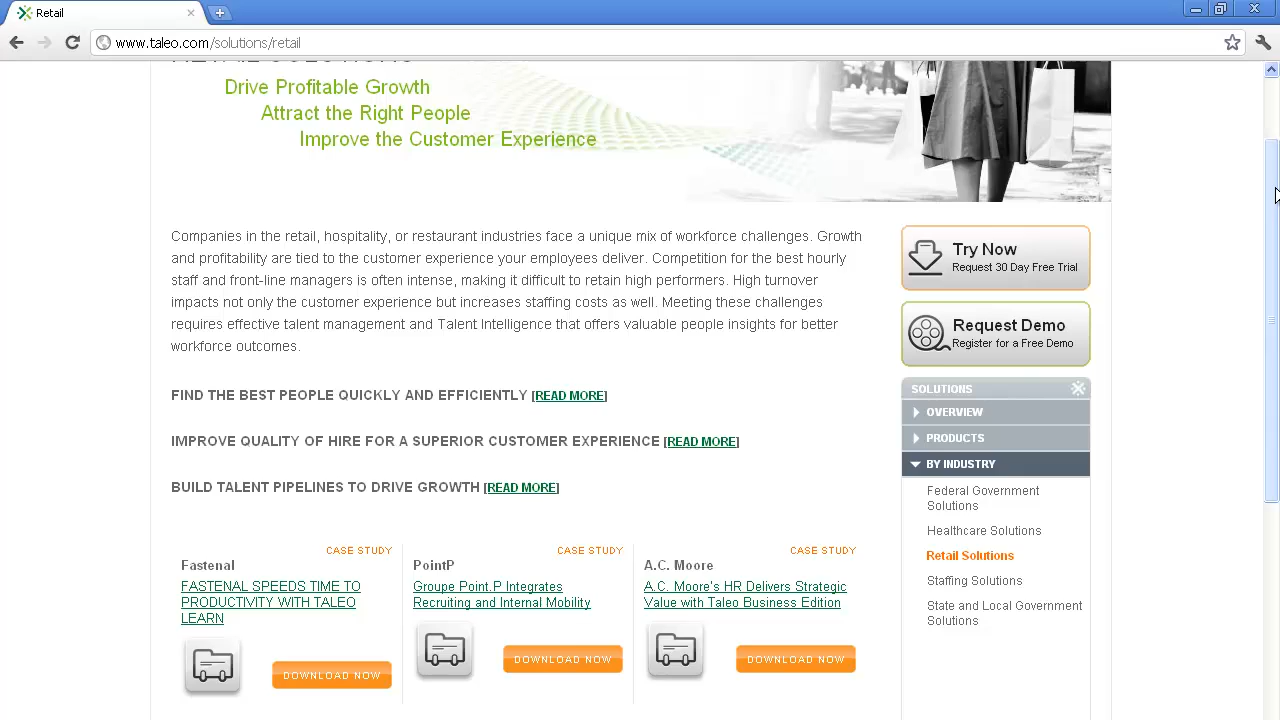 Retail
www.taleo.com/solutions/retail
RETAIL SOLUTIONS
Drive Profitable Growth
Attract the Right People
Improve the Customer Experience
Companies in the retail, hospitality, or restaurant industries face a unique mix of workforce challenges. Growth
and profitability are tied to the customer experience your employees deliver. Competition for the best hourly
staff and front-line managers is often intense, making it difficult to retain high performers. High turnover
impacts not only the customer experience but increases staffing costs as well. Meeting these challenges
requires effective talent management and Talent Intelligence that offers valuable people insights for better
workforce outcomes.
FIND THE BEST PEOPLE QUICKLY AND EFFICIENTLY [READ MORE]
IMPROVE QUALITY OF HIRE FOR A SUPERIOR CUSTOMER EXPERIENCE [READ MORE]
BUILD TALENT PIPELINES TO DRIVE GROWTH [READ MORE]
CASE STUDY
Fastenal
FASTENAL SPEEDS TIME TO
PRODUCTIVITY WITH TALEO
LEARN
DOWNLOAD NOW
CASE STUDY
PointP
Groupe Point.P Integrates
Recruiting and Internal Mobility
DOWNLOAD NOW
CASE STUDY
A.C. Moore
A.C. Moore's HR Delivers Strategic
Value with Taleo Business Edition
DOWNLOAD NOW
Try Now
Request 30 Day Free Trial
Request Demo
Register for a Free Demo
SOLUTIONS
OVERVIEW
PRODUCTS
BY INDUSTRY
Federal Government
Solutions
Healthcare Solutions
Retail Solutions
Staffing Solutions
State and Local Government
Solutions